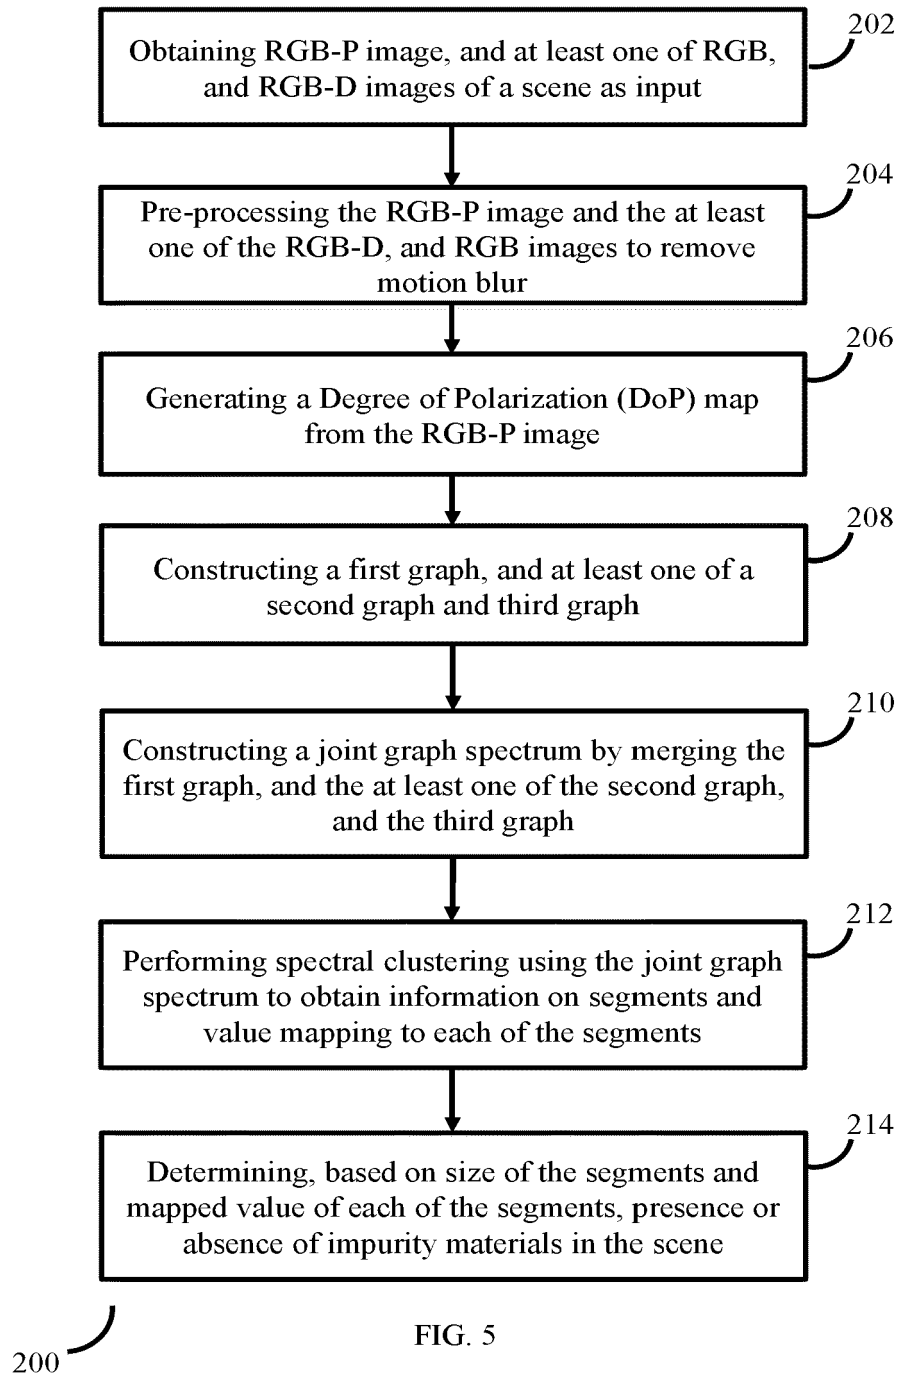 202
Obtaining RGB-P image, and at least one of RGB,
and RGB-D images of a scene as input
204
Pre-processing the RGB-P image and the at least
one of the RGB-D, and RGB images to remove
motion blur
206
Generating a Degree of Polarization (DoP) map
from the RGB-P image
208
Constructing a first graph, and at least one of a
second graph and third graph
210
Constructing a joint graph spectrum by merging the
first graph, and the at least one of the second graph,
and the third graph
212
Performing spectral clustering using the joint graph
spectrum to obtain information on segments and
value mapping to each of the segments
214
Determining, based on size of the segments and
mapped value of each of the segments, presence or
absence of impurity materials in the scene
FIG. 5
200